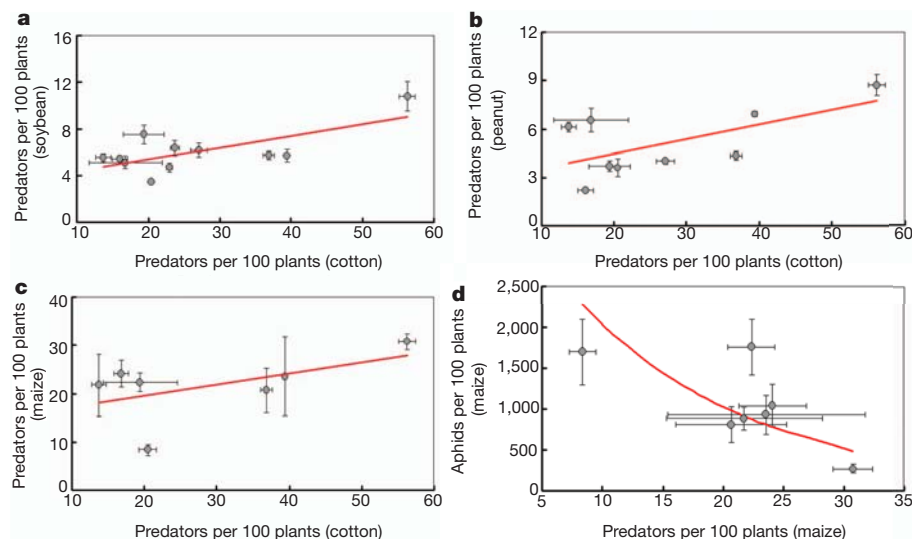 a
Predators per 100 plants
(soybean)
16
12
8
4
0
10
20
30
40
50
60
Predators per 100 plants (cotton)
b
Predators per 100 plants
(peanut)
12
9
6
3
0
10
20
30
40
50
60
Predators per 100 plants (cotton)
c
Predators per 100 plants
(maize)
40
30
20
10
0
10
20
30
40
50
60
Predators per 100 plants (cotton)
d
Aphids per 100 plants
(maize)
2,500
2,000
1,500
1,000
500
0
5
10
15
20
25
30
35
Predators per 100 plants (maize)